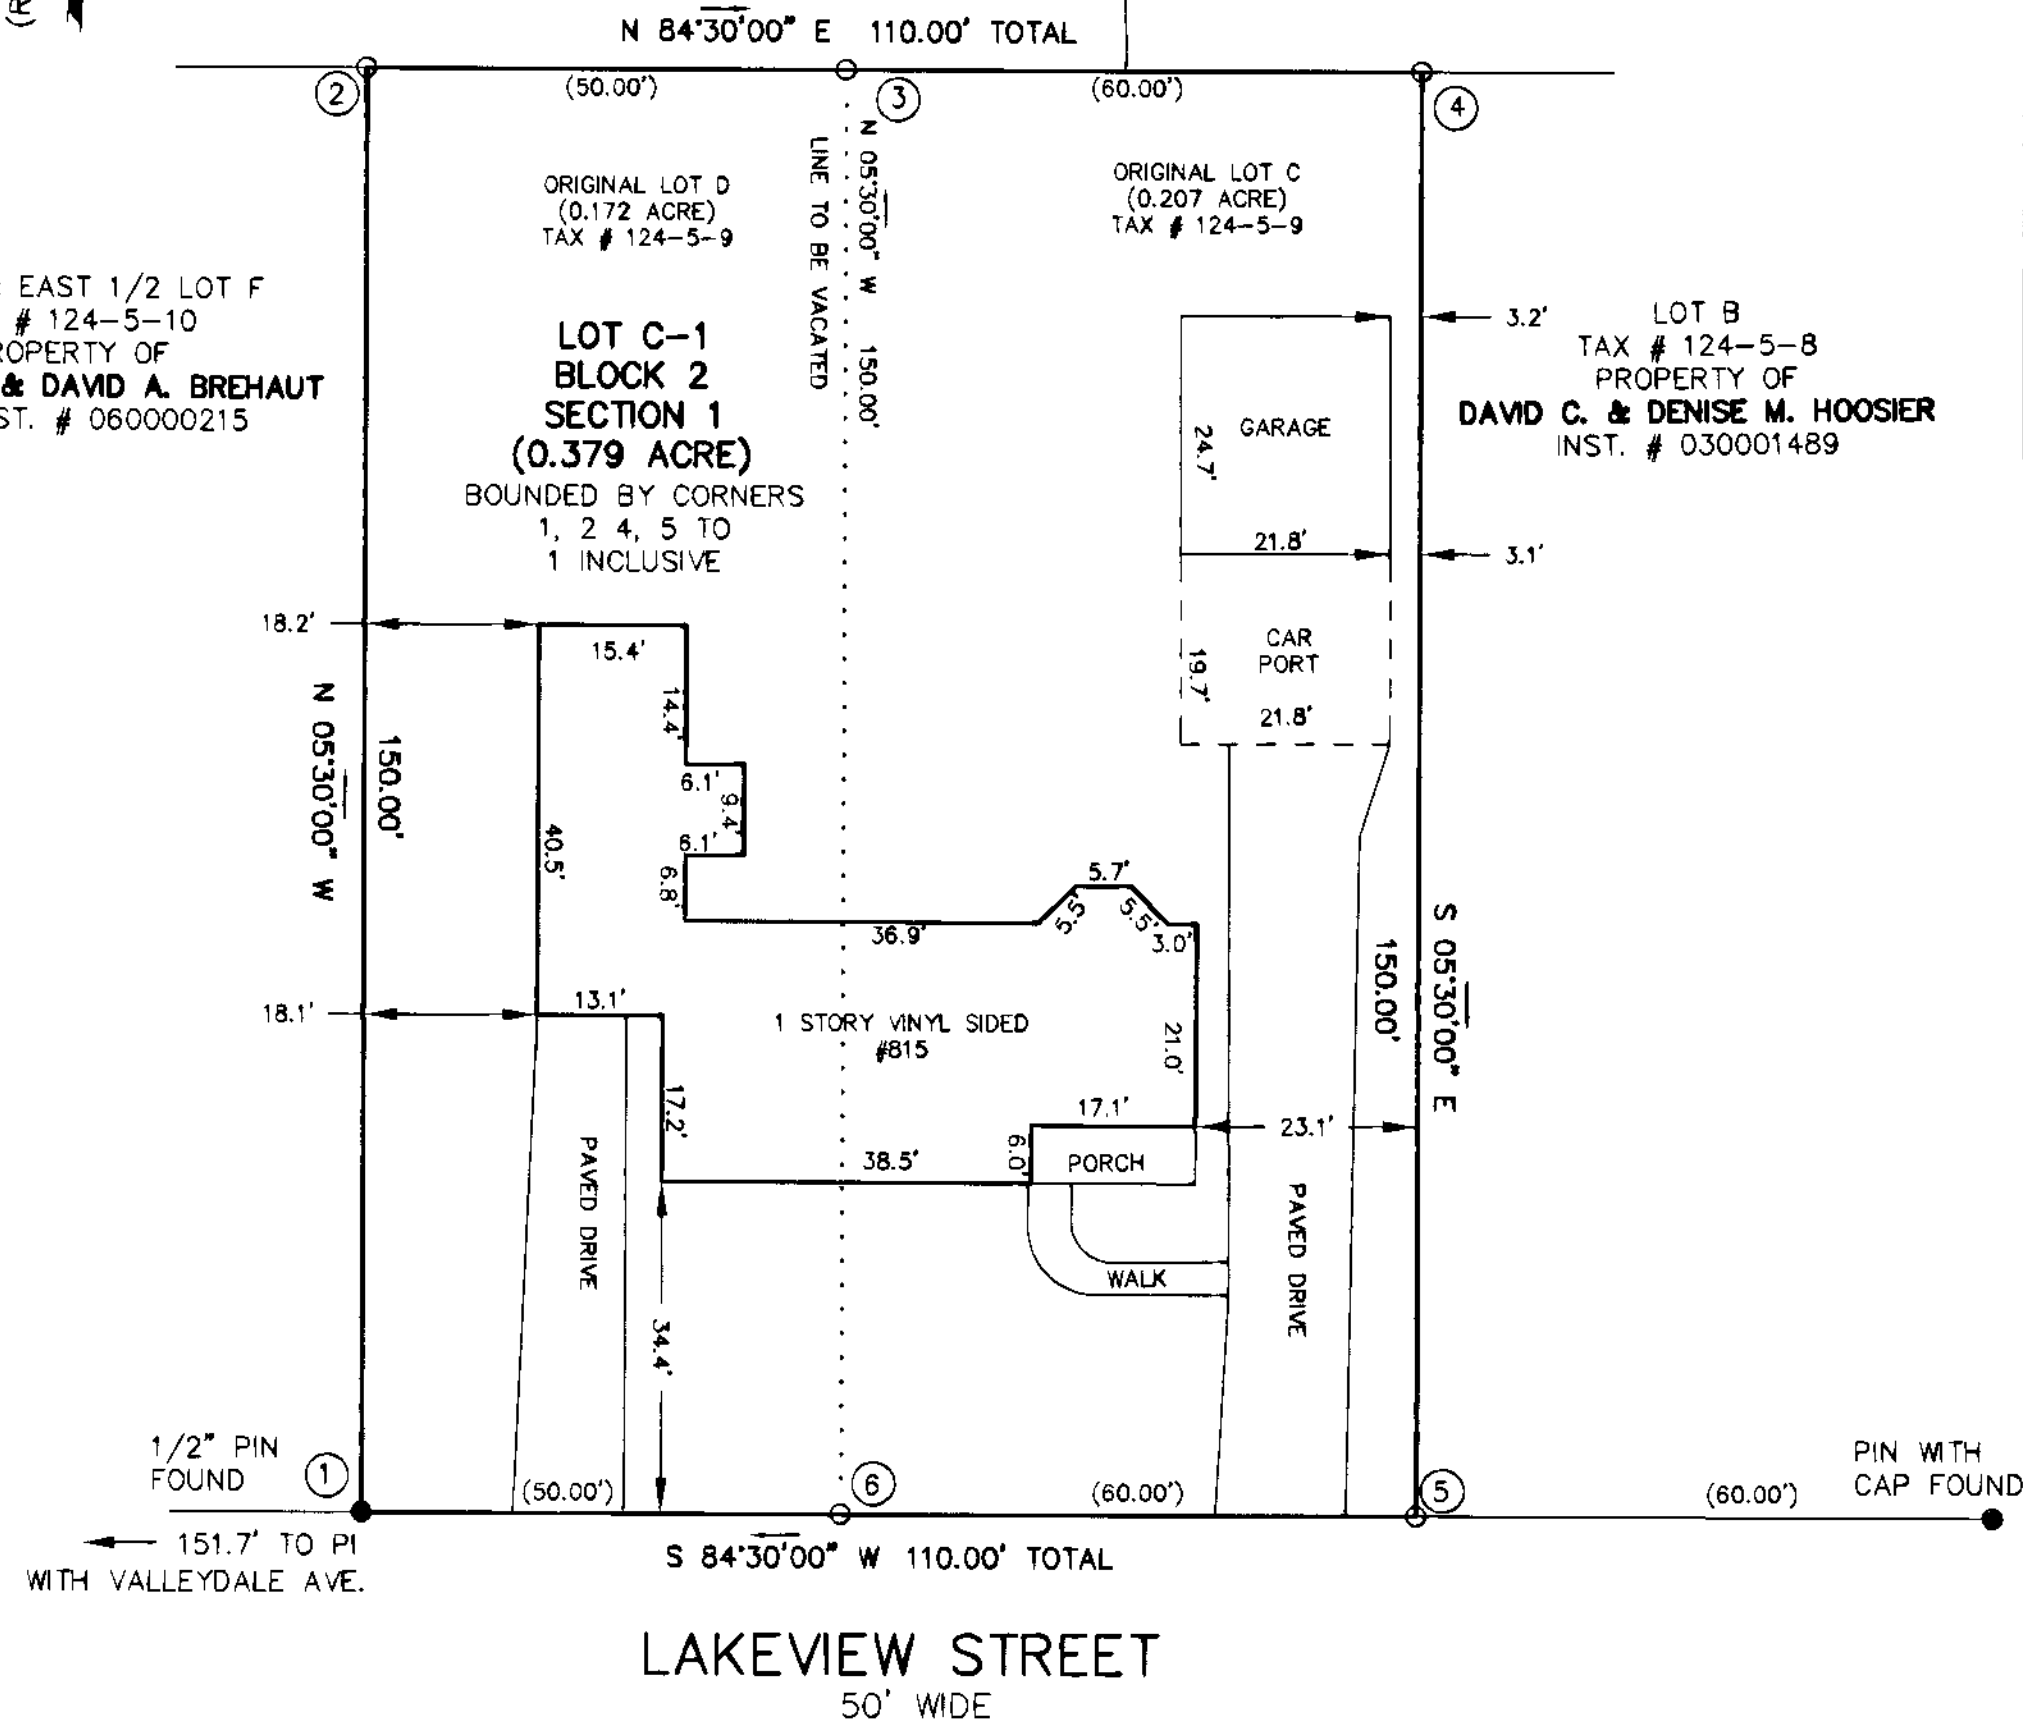 N 84°30'00" E 110.00' TOTAL
2
(50.00')
3
(60.00')
4
ORIGINAL LOT D
(0.172 ACRE)
TAX # 124-5-9
LINE TO BE VACATED
N 05°30'00" W 150.00'
ORIGINAL LOT C
(0.207 ACRE)
TAX # 124-5-9
EAST 1/2 LOT F
# 124-5-10
ROPERTY OF
& DAVID A. BREHAUT
ST. # 060000215
LOT C-1
BLOCK 2
SECTION 1
(0.379 ACRE)
BOUNDED BY CORNERS
1, 2 4, 5 TO
1 INCLUSIVE
GARAGE
24.7'
21.8'
3.2'
3.1'
LOT B
TAX # 124-5-8
PROPERTY OF
DAVID C. & DENISE M. HOOSIER
INST. # 030001489
CAR
PORT
19.7'
21.8'
18.2'
15.4'
14.4'
6.1'
9.4'
6.1'
6.8'
40.5'
N 05°30'00" W
150.00'
36.9'
5.5'
5.7'
5.5'
3.0'
21.0'
150.00'
S 05°30'00" E
18.1'
13.1'
1 STORY VINYL SIDED
#815
17.2'
38.5'
6.0'
17.1'
PORCH
23.1'
PAVED DRIVE
WALK
PAVED DRIVE
34.4'
1/2" PIN
FOUND
1
(50.00')
6
(60.00')
5
(60.00')
PIN WITH
CAP FOUND
151.7' TO PI
WITH VALLEYDALE AVE.
S 84°30'00" W 110.00' TOTAL
LAKEVIEW STREET
50' WIDE